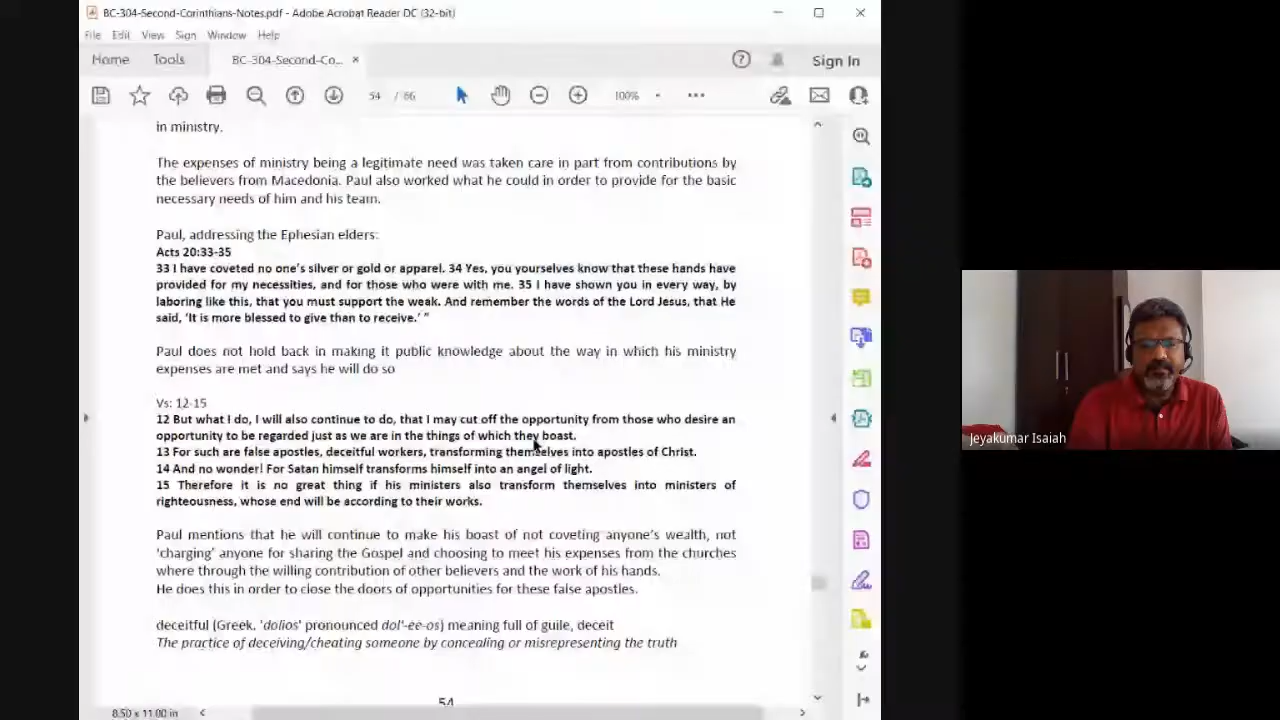 BC-304-Second-Corinthians-Notes.pdf - Adobe Acrobat Reader DC (32-bit)
File Edit View Sign Window Help
Home Tools BC-304-Second-Co... × Sign In
54 / 66 100%
in ministry.
The expenses of ministry being a legitimate need was taken care in part from contributions by
the believers from Macedonia. Paul also worked what he could in order to provide for the basic
necessary needs of him and his team.
Paul, addressing the Ephesian elders:
Acts 20:33-35
33 I have coveted no one's silver or gold or apparel. 34 Yes, you yourselves know that these hands have
provided for my necessities, and for those who were with me. 35 I have shown you in every way, by
laboring like this, that you must support the weak. And remember the words of the Lord Jesus, that He
said, 'It is more blessed to give than to receive.' "
Paul does not hold back in making it public knowledge about the way in which his ministry
expenses are met and says he will do so
Vs: 12-15
12 But what I do, I will also continue to do, that I may cut off the opportunity from those who desire an
opportunity to be regarded just as we are in the things of which they boast.
13 For such are false apostles, deceitful workers, transforming themselves into apostles of Christ.
14 And no wonder! For Satan himself transforms himself into an angel of light.
15 Therefore it is no great thing if his ministers also transform themselves into ministers of
righteousness, whose end will be according to their works.
Paul mentions that he will continue to make his boast of not coveting anyone's wealth, not
'charging' anyone for sharing the Gospel and choosing to meet his expenses from the churches
where through the willing contribution of other believers and the work of his hands.
He does this in order to close the doors of opportunities for these false apostles.
deceitful (Greek. 'dolios' pronounced dol'-ee-os) meaning full of guile, deceit
The practice of deceiving/cheating someone by concealing or misrepresenting the truth
54
8.50 x 11.00 in
Jeyakumar Isaiah